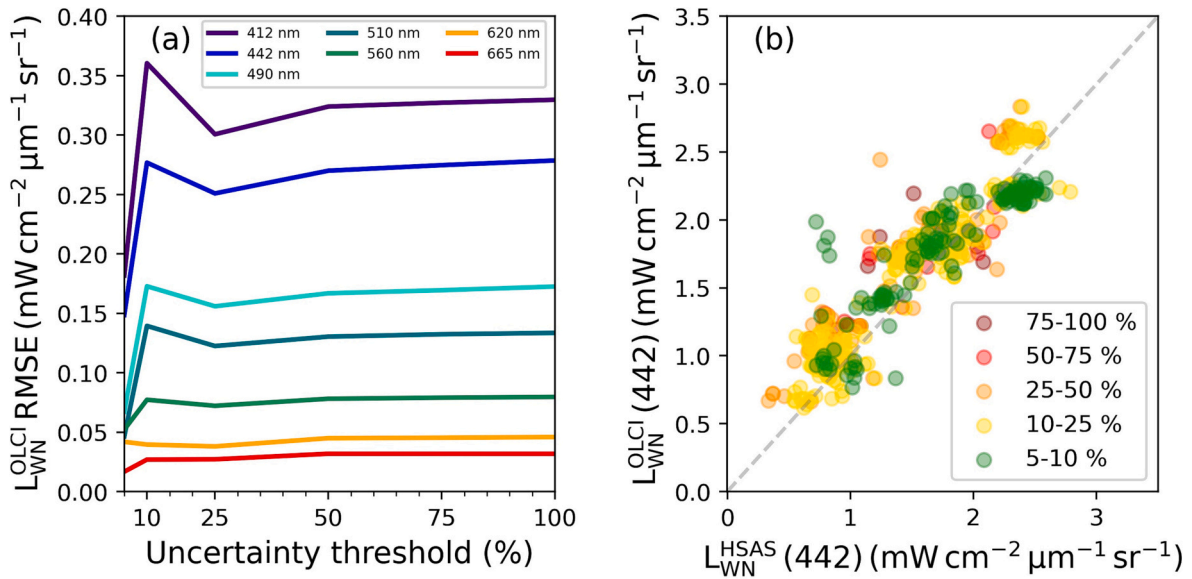 (a)
412 nm
442 nm
490 nm
510 nm
560 nm
620 nm
665 nm
L_WN^OLCI RMSE (mW cm⁻² µm⁻¹ sr⁻¹)
0.40
0.35
0.30
0.25
0.20
0.15
0.10
0.05
0.00
10 25 50 75 100
Uncertainty threshold (%)
(b)
L_WN^OLCI (442) (mW cm⁻² µm⁻¹ sr⁻¹)
3.5
3.0
2.5
2.0
1.5
1.0
0.5
0.0
75-100 %
50-75 %
25-50 %
10-25 %
5-10 %
0 1 2 3
L_WN^HSAS (442) (mW cm⁻² µm⁻¹ sr⁻¹)